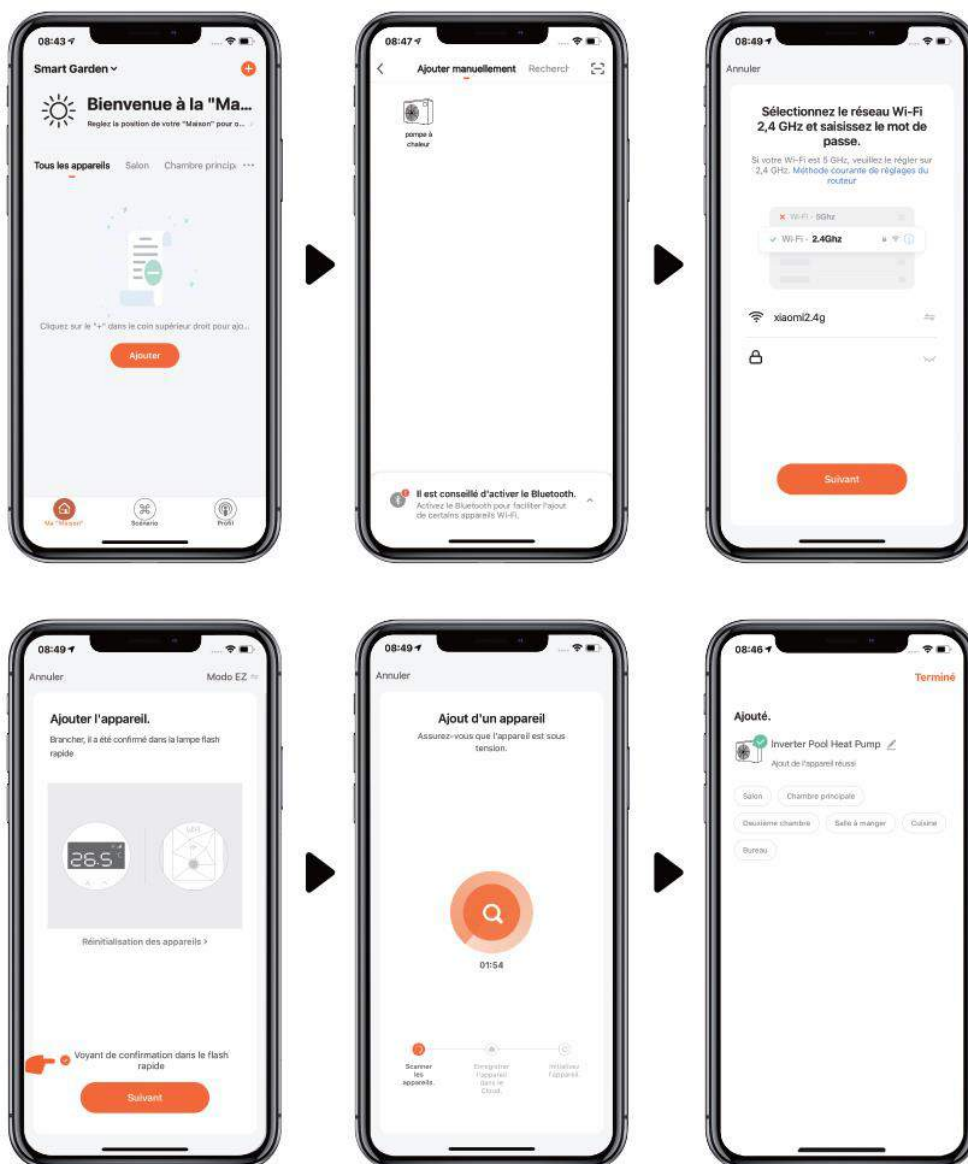 08:43
Smart Garden
Bienvenue à la "Ma...
Reglez la position de votre "Maison" pour o...
Tous les appareils Salon Chambre princip. ...
Cliquez sur le "+" dans le coin supérieur droit pour ajo...
Ajouter
Ma "Maison" Scénario Profil
08:47
Ajouter manuellement Recherch
pompe à
chaleur
Il est conseillé d'activer le Bluetooth.
Activez le Bluetooth pour faciliter l'ajout
de certains appareils Wi-Fi.
08:49
Annuler
Sélectionnez le réseau Wi-Fi
2,4 GHz et saisissez le mot de
passe.
Si votre Wi-Fi est 5 GHz, veuillez le régler sur
2,4 GHz. Méthode courante de réglages du
routeur
Wi-Fi - 5Ghz
Wi-Fi - 2.4Ghz
xiaomi2.4g
Suivant
08:49
Annuler Modo EZ
Ajouter l'appareil.
Brancher, il a été confirmé dans la lampe flash
rapide
26.5
Réinitialisation des appareils >
Voyant de confirmation dans le flash
rapide
Suivant
08:49
Annuler
Ajout d'un appareil
Assurez-vous que l'appareil est sous
tension.
01:54
Scanner
les
appareils.
Enregistrer
l'appareil
dans le
Cloud.
Initialisez
l'appareil.
08:46
Terminé
Ajouté.
Inverter Pool Heat Pump
Ajout de l'appareil réussi
Salon Chambre principale
Deuxième chambre Salle à manger Cuisine
Bureau